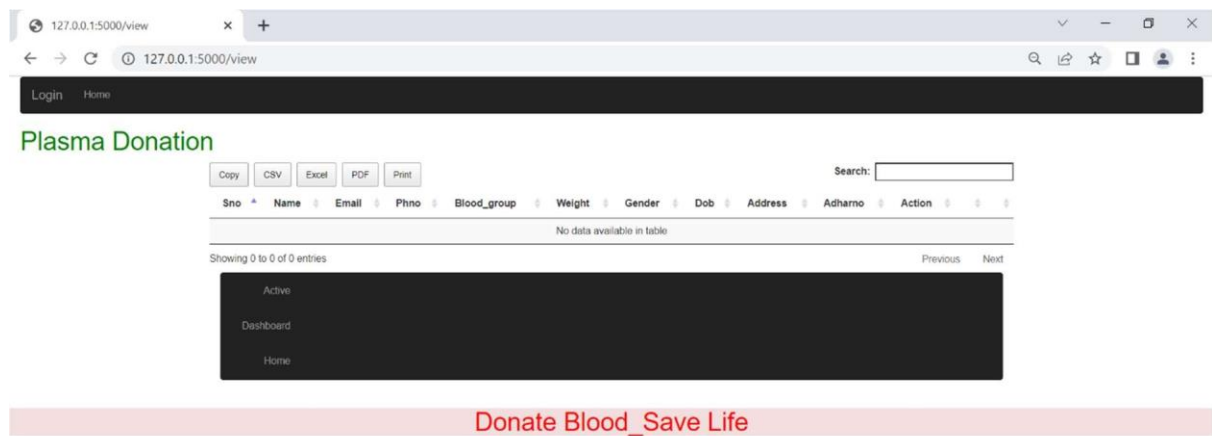 127.0.0.1:5000/view
127.0.0.1:5000/view
Login Home
Plasma Donation
Copy CSV Excel PDF Print Search:
Sno Name Email Phno Blood_group Weight Gender Dob Address Adharno Action
No data available in table
Showing 0 to 0 of 0 entries Previous Next
Active
Dashboard
Home
Donate Blood_Save Life